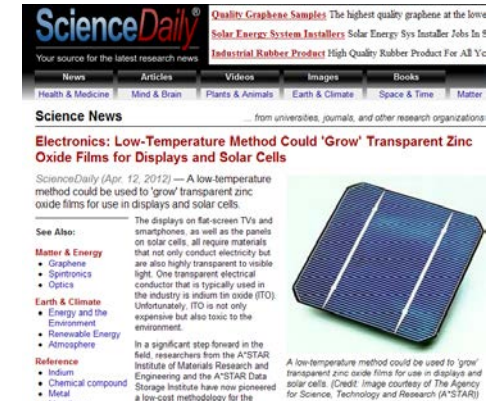 ScienceDaily®
Your source for the latest research news
Quality Graphene Samples The highest quality graphene at the lowe
Solar Energy System Installers Solar Energy Sys Installer Jobs In S
Industrial Rubber Product High Quality Rubber Product For All Yo
News Articles Videos Images Books
Health & Medicine Mind & Brain Plants & Animals Earth & Climate Space & Time Matter
Science News
... from universities, journals, and other research organizations
Electronics: Low-Temperature Method Could 'Grow' Transparent Zinc
Oxide Films for Displays and Solar Cells
ScienceDaily (Apr. 12, 2012) — A low-temperature
method could be used to 'grow' transparent zinc
oxide films for use in displays and solar cells.
See Also:
Matter & Energy
Graphene
Spintronics
Optics
Earth & Climate
Energy and the
Environment
Renewable Energy
Atmosphere
Reference
Indium
Chemical compound
Metal
The displays on flat-screen TVs and
smartphones, as well as the panels
on solar cells, all require materials
that not only conduct electricity but
are also highly transparent to visible
light. One transparent electrical
conductor that is typically used in
the industry is indium tin oxide (ITO).
Unfortunately, ITO is not only
expensive but also toxic to the
environment.
In a significant step forward in the
field, researchers from the A*STAR
Institute of Materials Research and
Engineering and the A*STAR Data
Storage Institute have now pioneered
a low-cost methodology for the
A low-temperature method could be used to 'grow'
transparent zinc oxide films for use in displays and
solar cells. (Credit: Image courtesy of The Agency
for Science, Technology and Research (A*STAR))